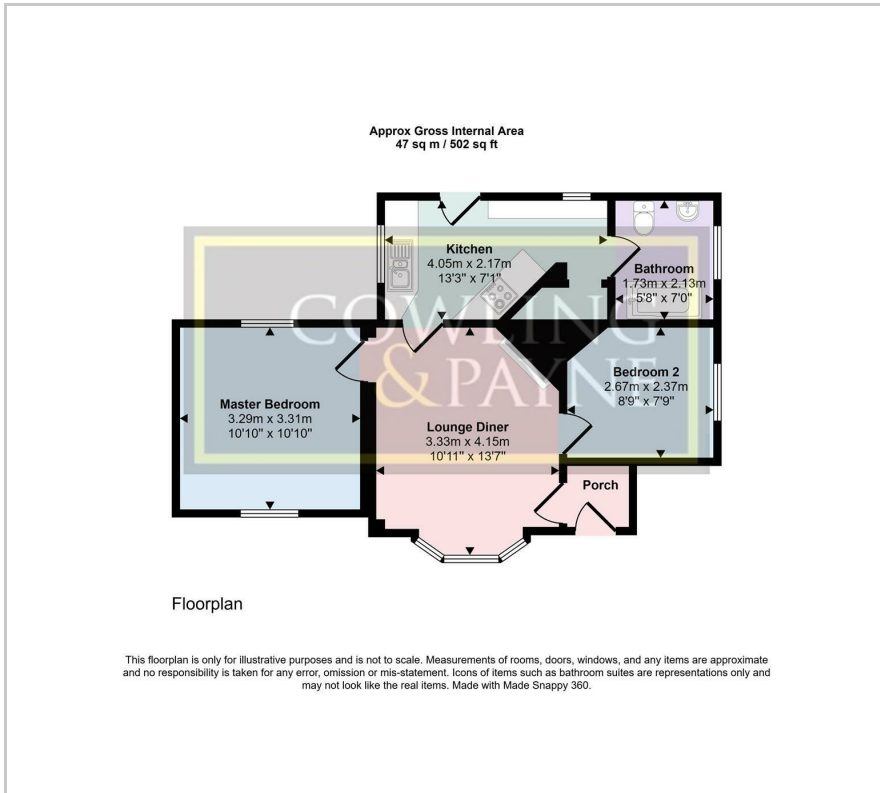 Approx Gross Internal Area
47 sq m / 502 sq ft
Kitchen
4.05m x 2.17m
13'3" x 7'1"
Bathroom
1.73m x 2.13m
5'8" x 7'0"
COWLING
& PAYNE
Master Bedroom
3.29m x 3.31m
10'10" x 10'10"
Lounge Diner
3.33m x 4.15m
10'11" x 13'7"
Bedroom 2
2.67m x 2.37m
8'9" x 7'9"
Porch
Floorplan
This floorplan is only for illustrative purposes and is not to scale. Measurements of rooms, doors, windows, and any items are approximate
and no responsibility is taken for any error, omission or mis-statement. Icons of items such as bathroom suites are representations only and
may not look like the real items. Made with Made Snappy 360.